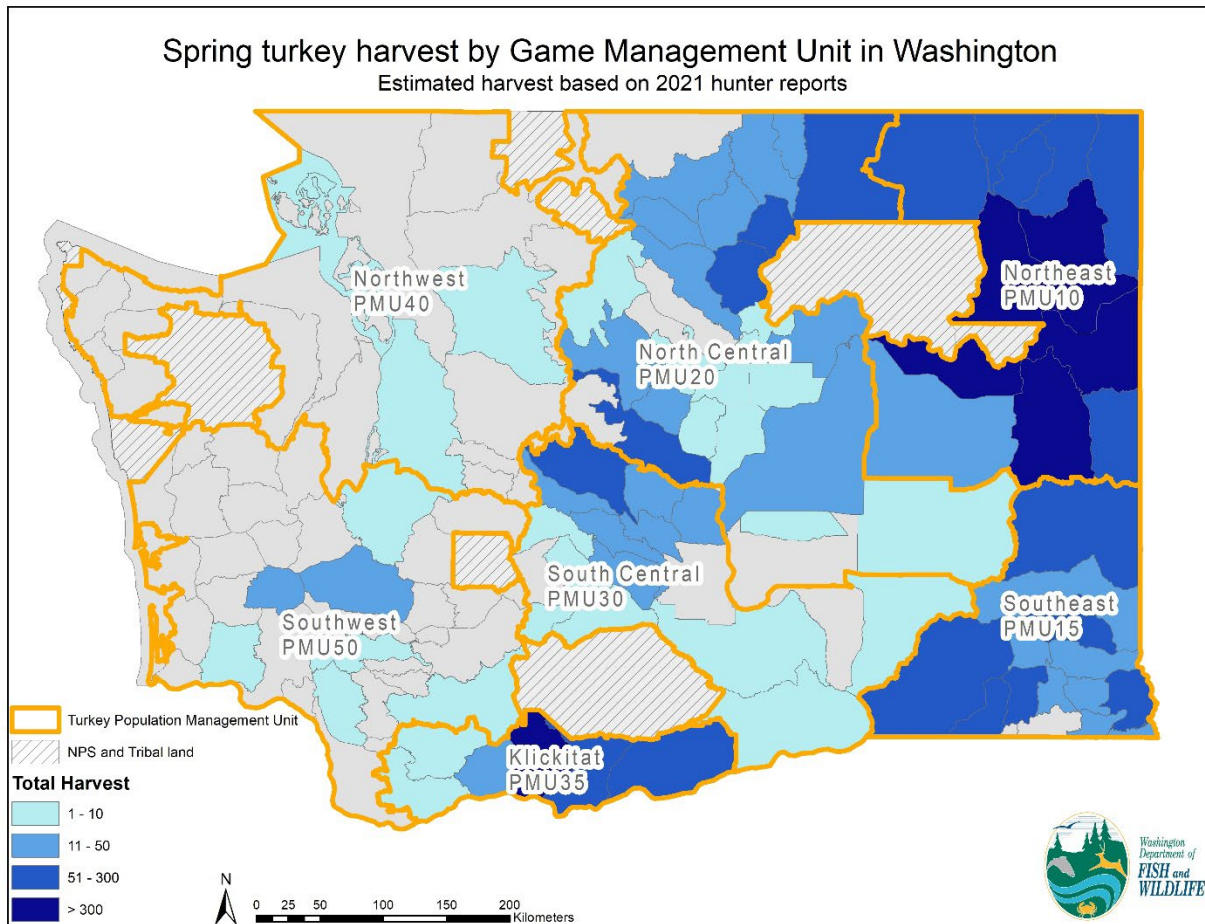 Spring turkey harvest by Game Management Unit in Washington
Estimated harvest based on 2021 hunter reports
Northwest
PMU40
Northeast
PMU10
North Central
PMU20
South Central
PMU30
Southeast
PMU15
Southwest
PMU50
Klickitat
PMU35
Turkey Population Management Unit
NPS and Tribal land
Total Harvest
1 - 10
11 - 50
51 - 300
> 300
N
0 25 50 100 150 200
Kilometers
Washington
Department of
FISH and
WILDLIFE